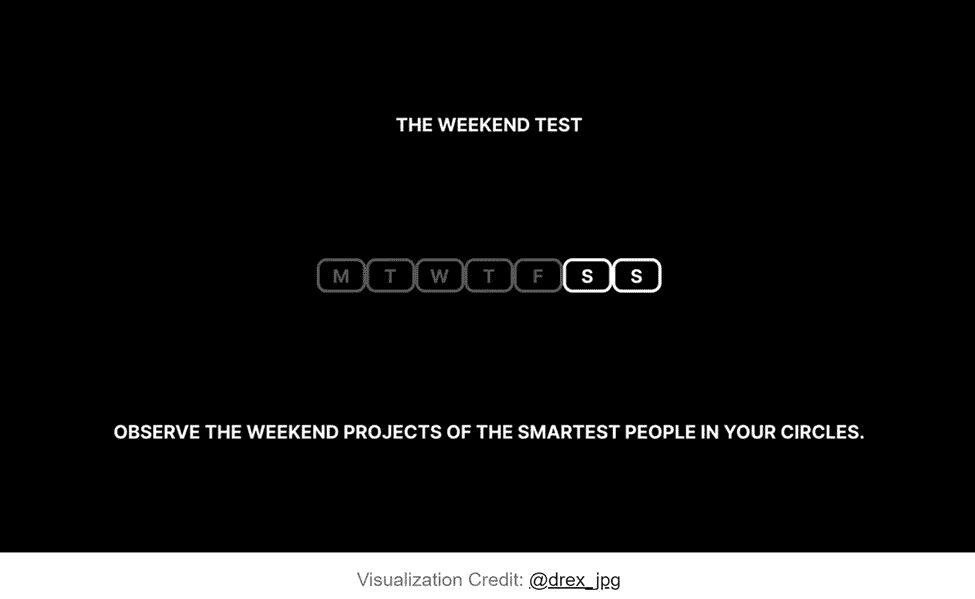 THE WEEKEND TEST
M T W T F S S
OBSERVE THE WEEKEND PROJECTS OF THE SMARTEST PEOPLE IN YOUR CIRCLES.
Visualization Credit: @drex_jpg